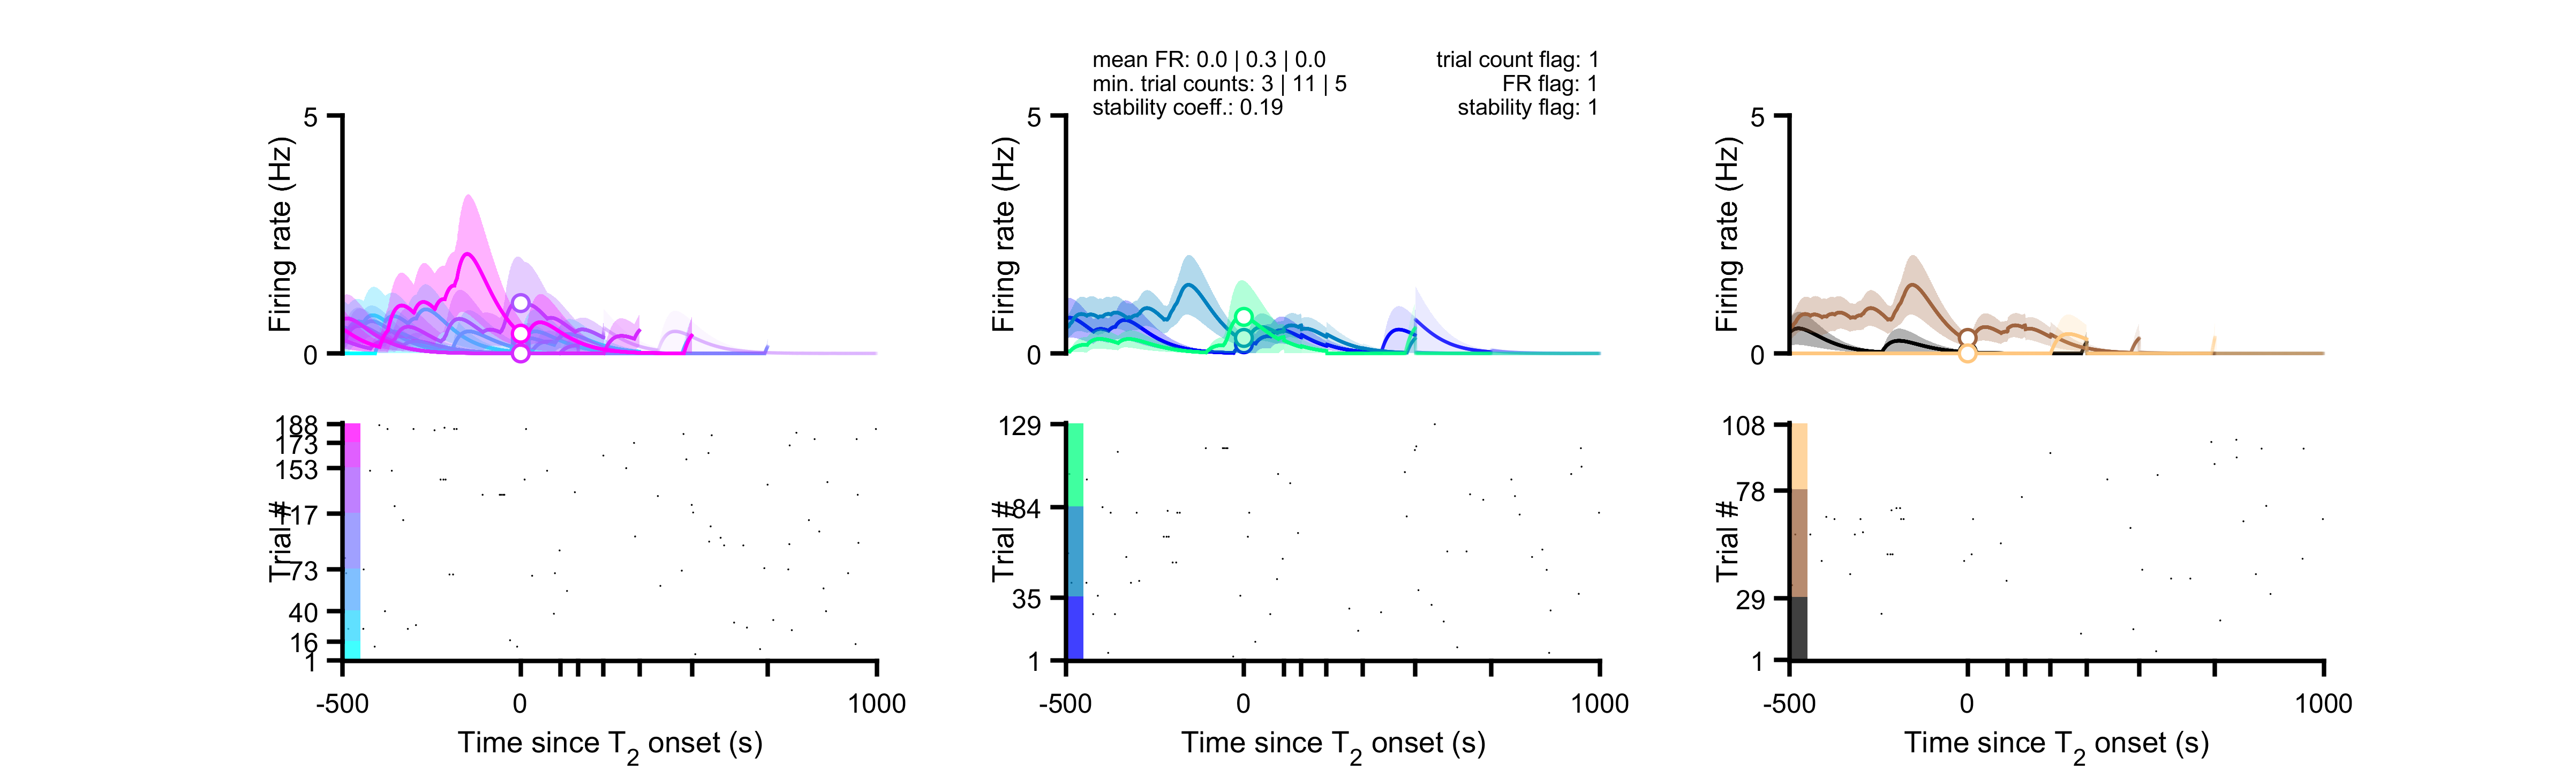 mean FR: 0.0 | 0.3 | 0.0
min. trial counts: 3 | 11 | 5
stability coeff.: 0.19
trial count flag: 1
FR flag: 1
stability flag: 1
Firing rate (Hz)
5
0
Firing rate (Hz)
5
0
Firing rate (Hz)
5
0
Trial #
188
173
153
117
73
40
16
1
-500
0
1000
Time since T2 onset (s)
Trial #
129
84
35
1
-500
0
1000
Time since T2 onset (s)
Trial #
108
78
29
1
-500
0
1000
Time since T2 onset (s)